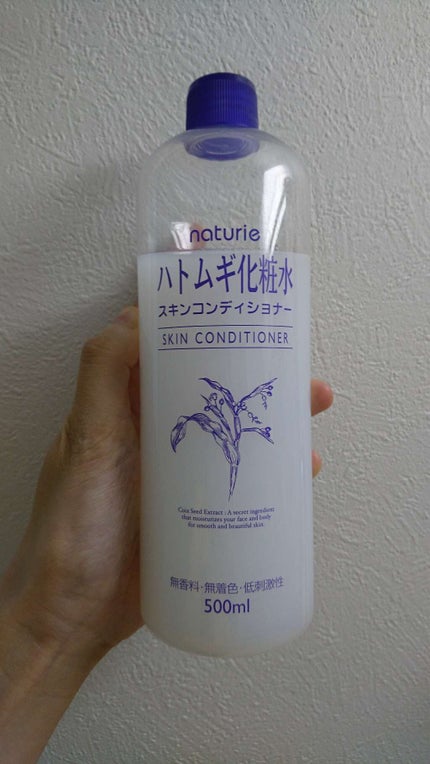 naturie
ハトムギ化粧水
スキンコンディショナー
SKIN CONDITIONER
Coix Seed Extract : A secret ingredient
that moisturizes your face and body
for smooth and beautiful skin.
無香料・無着色・低刺激性
500ml